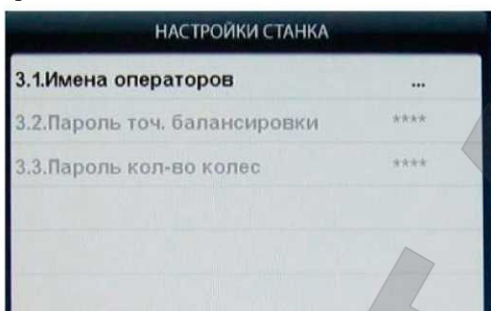 НАСТРОЙКИ СТАНКА
3.1.Имена операторов ...
3.2.Пароль точ. балансировки ****
3.3.Пароль кол-во колес ****